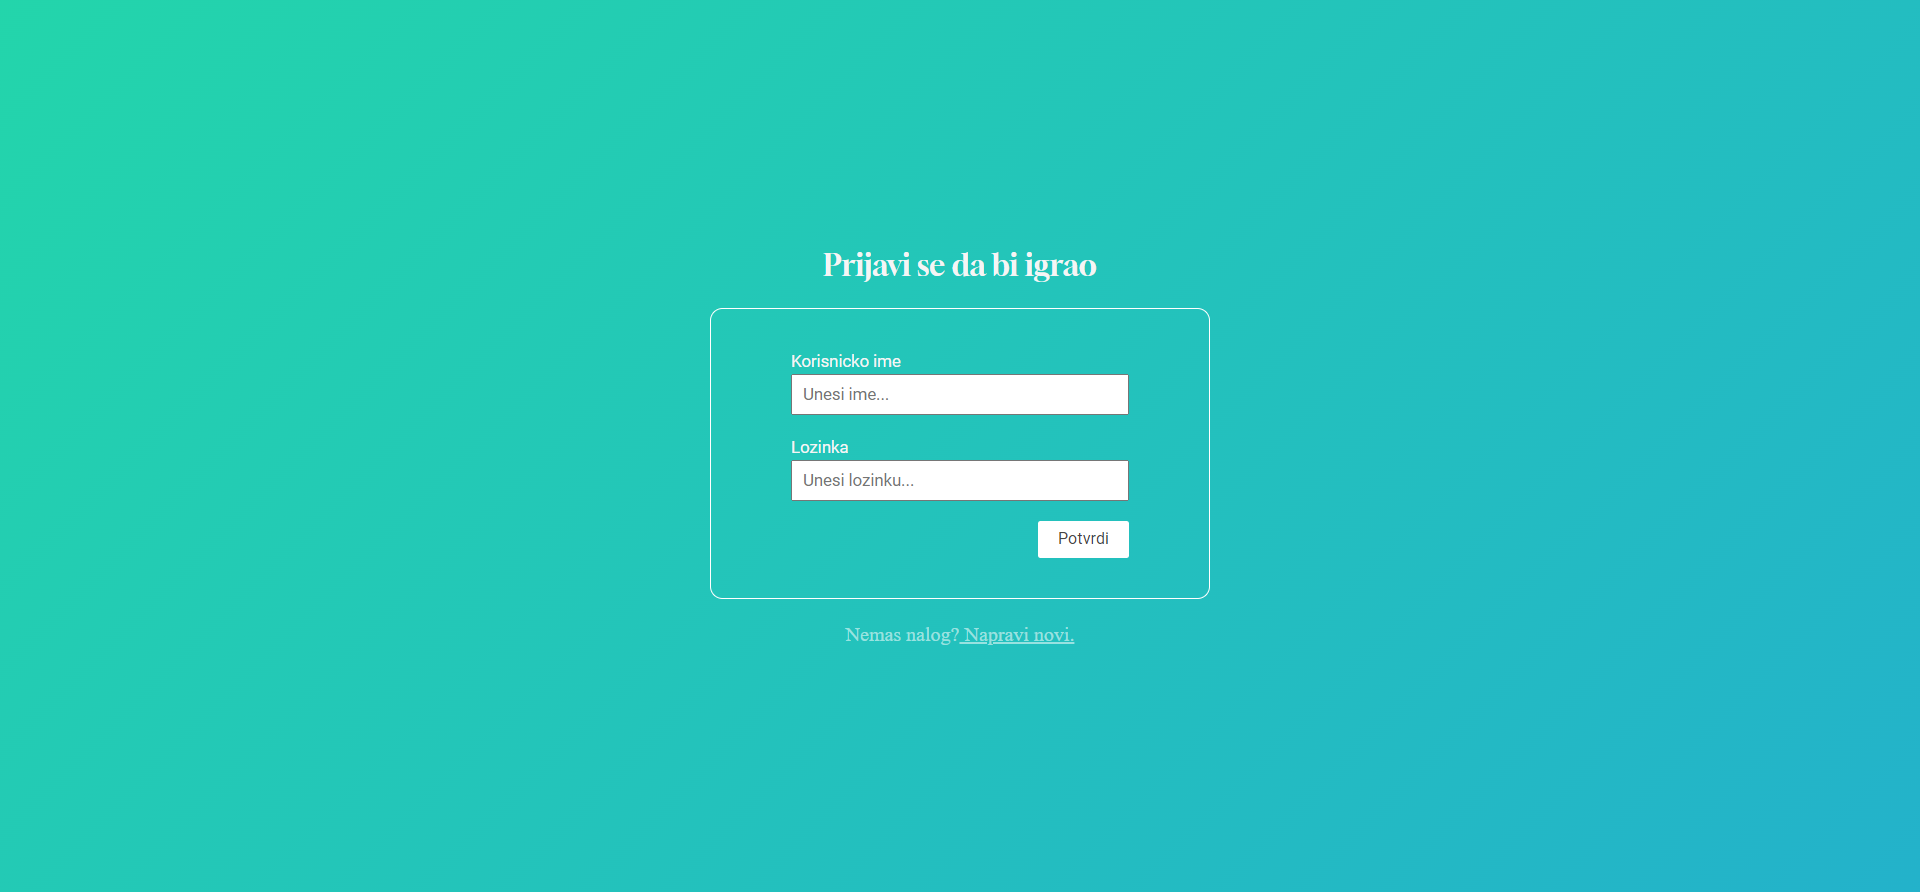 Prijavi se da bi igrao
Korisnicko ime
Unesi ime...
Lozinka
Unesi lozinku...
Potvrdi
Nemas nalog? Napravi novi.